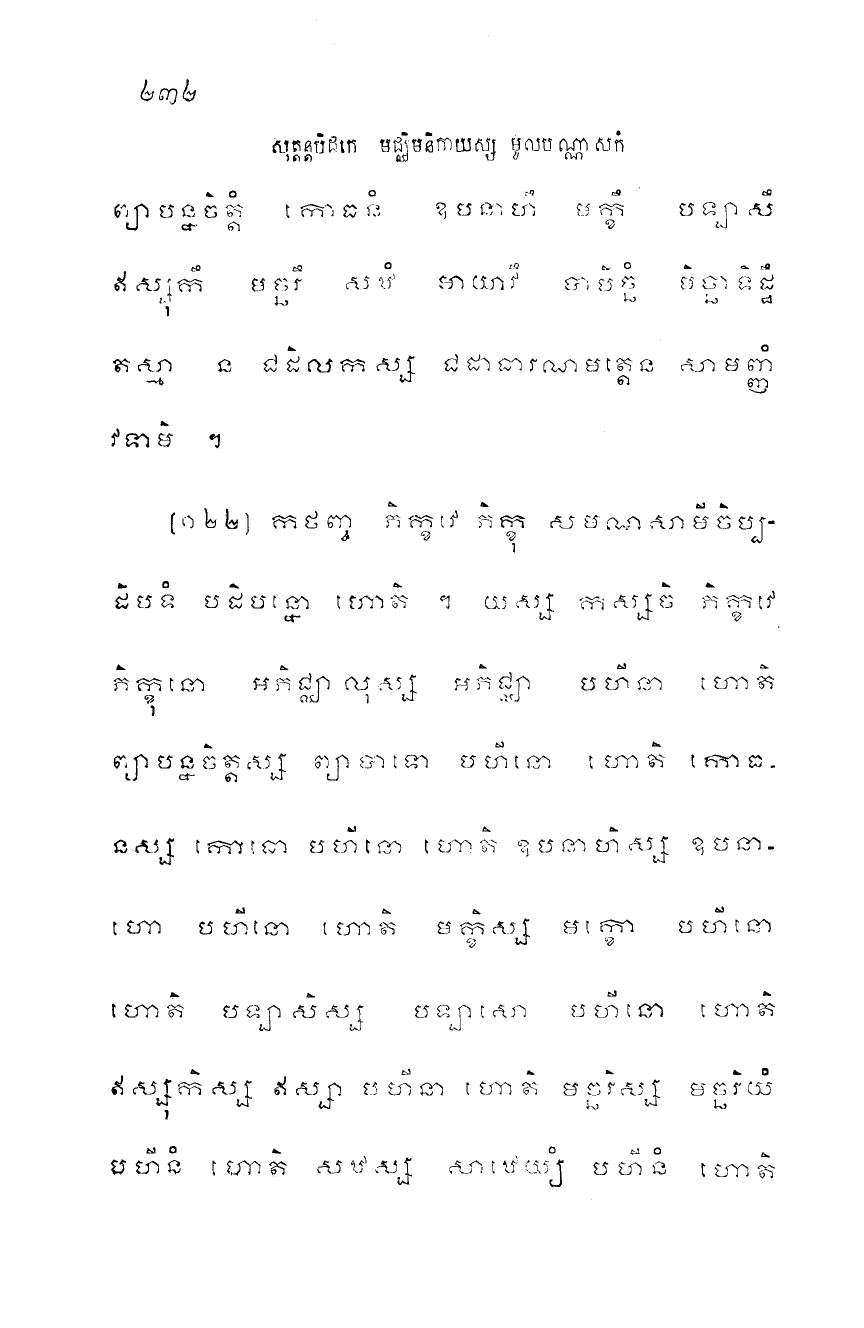 ២៣២
សុត្តន្តបិដកេ មជ្ឈិមនិកាយស្ស មូលបណ្ណាសកំ
ព្យាបន្នចិត្តំ កោធនំ ឧបនាហឹ មក្ខឹ បឡាសឹ
ឥស្សុកឹ មច្ឆរឹ សឋំ មាយាវឹ បាបិច្ឆំ មិច្ឆាទិដ្ឋឹ
តស្មា ន ជដិលកស្ស ជដាធារណមត្តេន សាមញ្ញំ
វទាមិ ។
[១២២] កថញ្ច ភិក្ខវេ ភិក្ខុ សមណសាមីចិប្ប-
ដិបទំ បដិបន្នោ ហោតិ ។ យស្ស កស្សចិ ភិក្ខវេ
ភិក្ខុនោ អភិជ្ឈាលុស្ស អភិជ្ឈា បហីនា ហោតិ
ព្យាបន្នចិត្តស្ស ព្យាបាទោ បហីនោ ហោតិ កោធ-
នស្ស កោធោ បហីនោ ហោតិ ឧបនាហិស្ស ឧបនា-
ហោ បហីនោ ហោតិ មក្ខិស្ស មក្ខោ បហីនោ
ហោតិ បឡាសិស្ស បឡាសោ បហីនោ ហោតិ
ឥស្សុកិស្ស ឥស្សា បហីនា ហោតិ មច្ឆរិស្ស មច្ឆរិយំ
បហីនំ ហោតិ សឋស្ស សាឋេយ្យំ បហីនំ ហោតិ